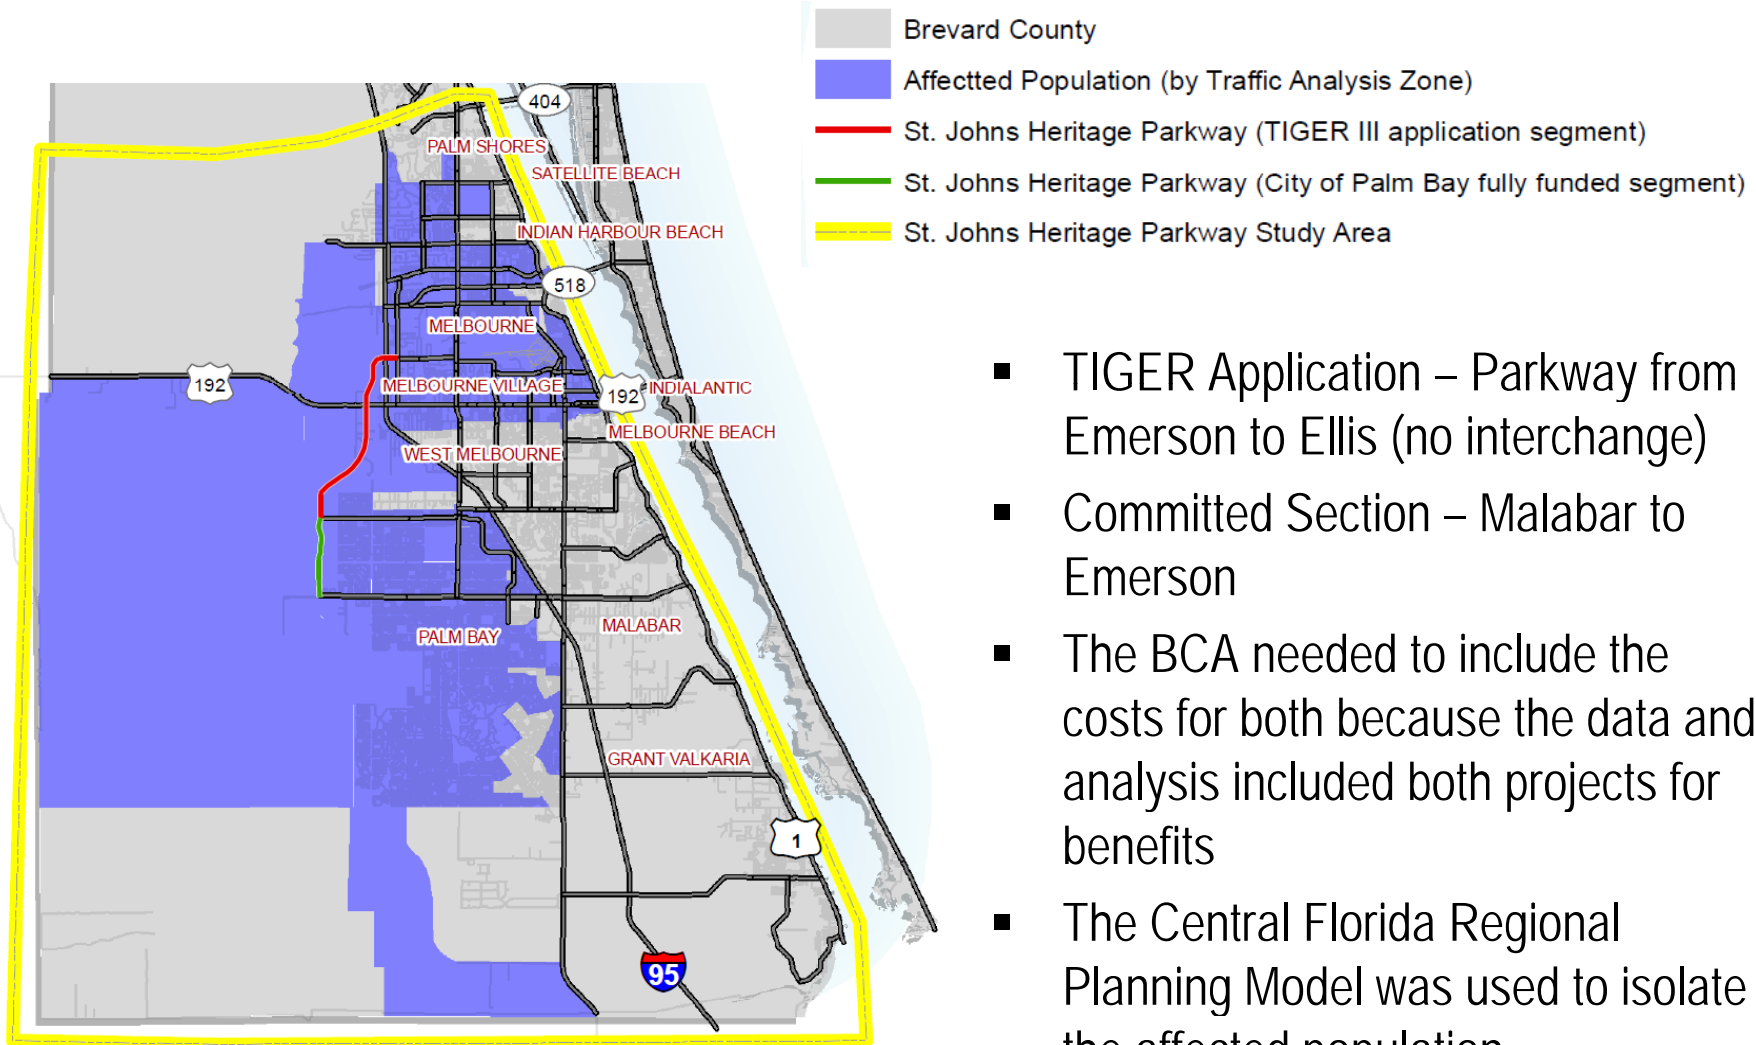 Brevard County
Affectted Population (by Traffic Analysis Zone)
St. Johns Heritage Parkway (TIGER III application segment)
St. Johns Heritage Parkway (City of Palm Bay fully funded segment)
St. Johns Heritage Parkway Study Area
404
PALM SHORES
SATELLITE BEACH
INDIAN HARBOUR BEACH
518
MELBOURNE
192
MELBOURNE VILLAGE
192
INDIALANTIC
MELBOURNE BEACH
WEST MELBOURNE
PALM BAY
MALABAR
GRANT VALKARIA
1
95
▪ TIGER Application – Parkway from
Emerson to Ellis (no interchange)
▪ Committed Section – Malabar to
Emerson
▪ The BCA needed to include the
costs for both because the data and
analysis included both projects for
benefits
▪ The Central Florida Regional
Planning Model was used to isolate
the affected population